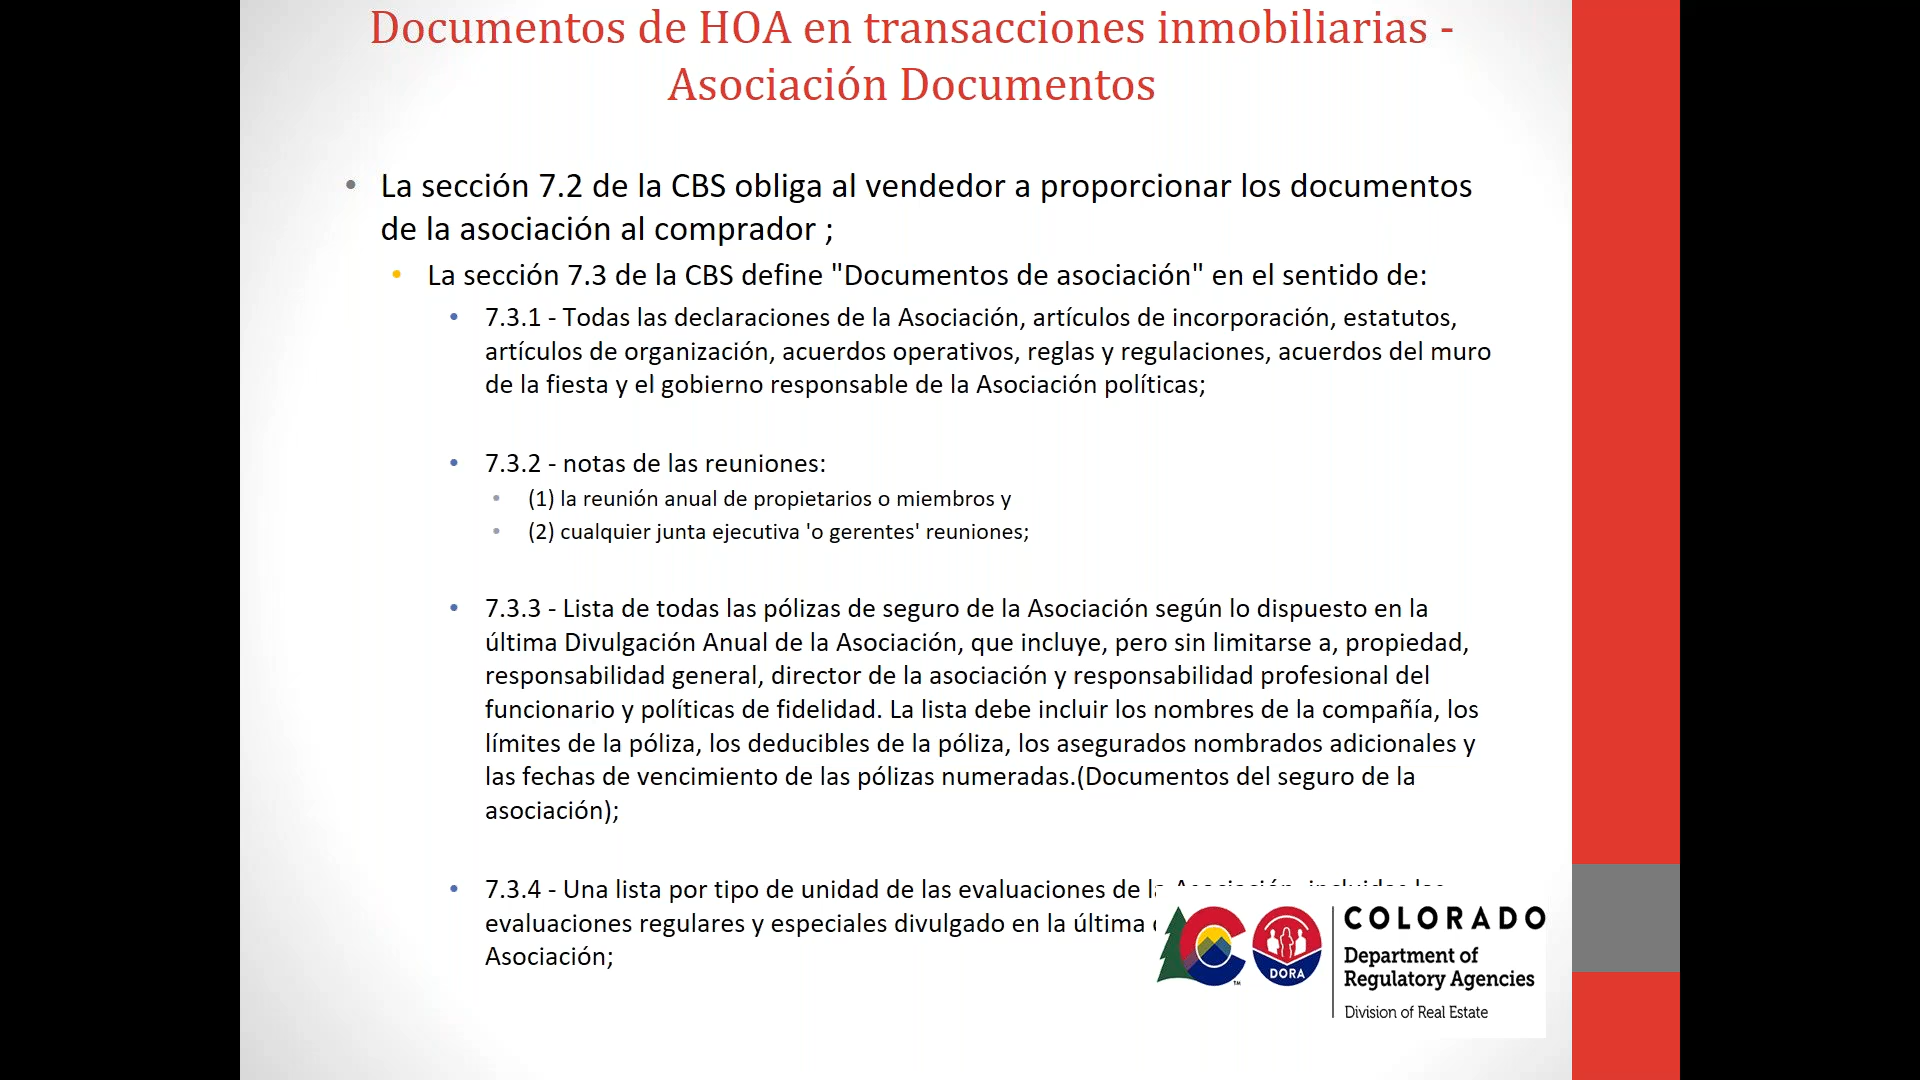 Documentos de HOA en transacciones inmobiliarias -
Asociación Documentos
• La sección 7.2 de la CBS obliga al vendedor a proporcionar los documentos
de la asociación al comprador ;
• La sección 7.3 de la CBS define "Documentos de asociación" en el sentido de:
• 7.3.1 - Todas las declaraciones de la Asociación, artículos de incorporación, estatutos,
artículos de organización, acuerdos operativos, reglas y regulaciones, acuerdos del muro
de la fiesta y el gobierno responsable de la Asociación políticas;
• 7.3.2 - notas de las reuniones:
• (1) la reunión anual de propietarios o miembros y
• (2) cualquier junta ejecutiva 'o gerentes' reuniones;
• 7.3.3 - Lista de todas las pólizas de seguro de la Asociación según lo dispuesto en la
última Divulgación Anual de la Asociación, que incluye, pero sin limitarse a, propiedad,
responsabilidad general, director de la asociación y responsabilidad profesional del
funcionario y políticas de fidelidad. La lista debe incluir los nombres de la compañía, los
límites de la póliza, los deducibles de la póliza, los asegurados nombrados adicionales y
las fechas de vencimiento de las pólizas numeradas.(Documentos del seguro de la
asociación);
• 7.3.4 - Una lista por tipo de unidad de las evaluaciones de
evaluaciones regulares y especiales divulgado en la última
Asociación;
DORA
COLORADO
Department of
Regulatory Agencies
Division of Real Estate